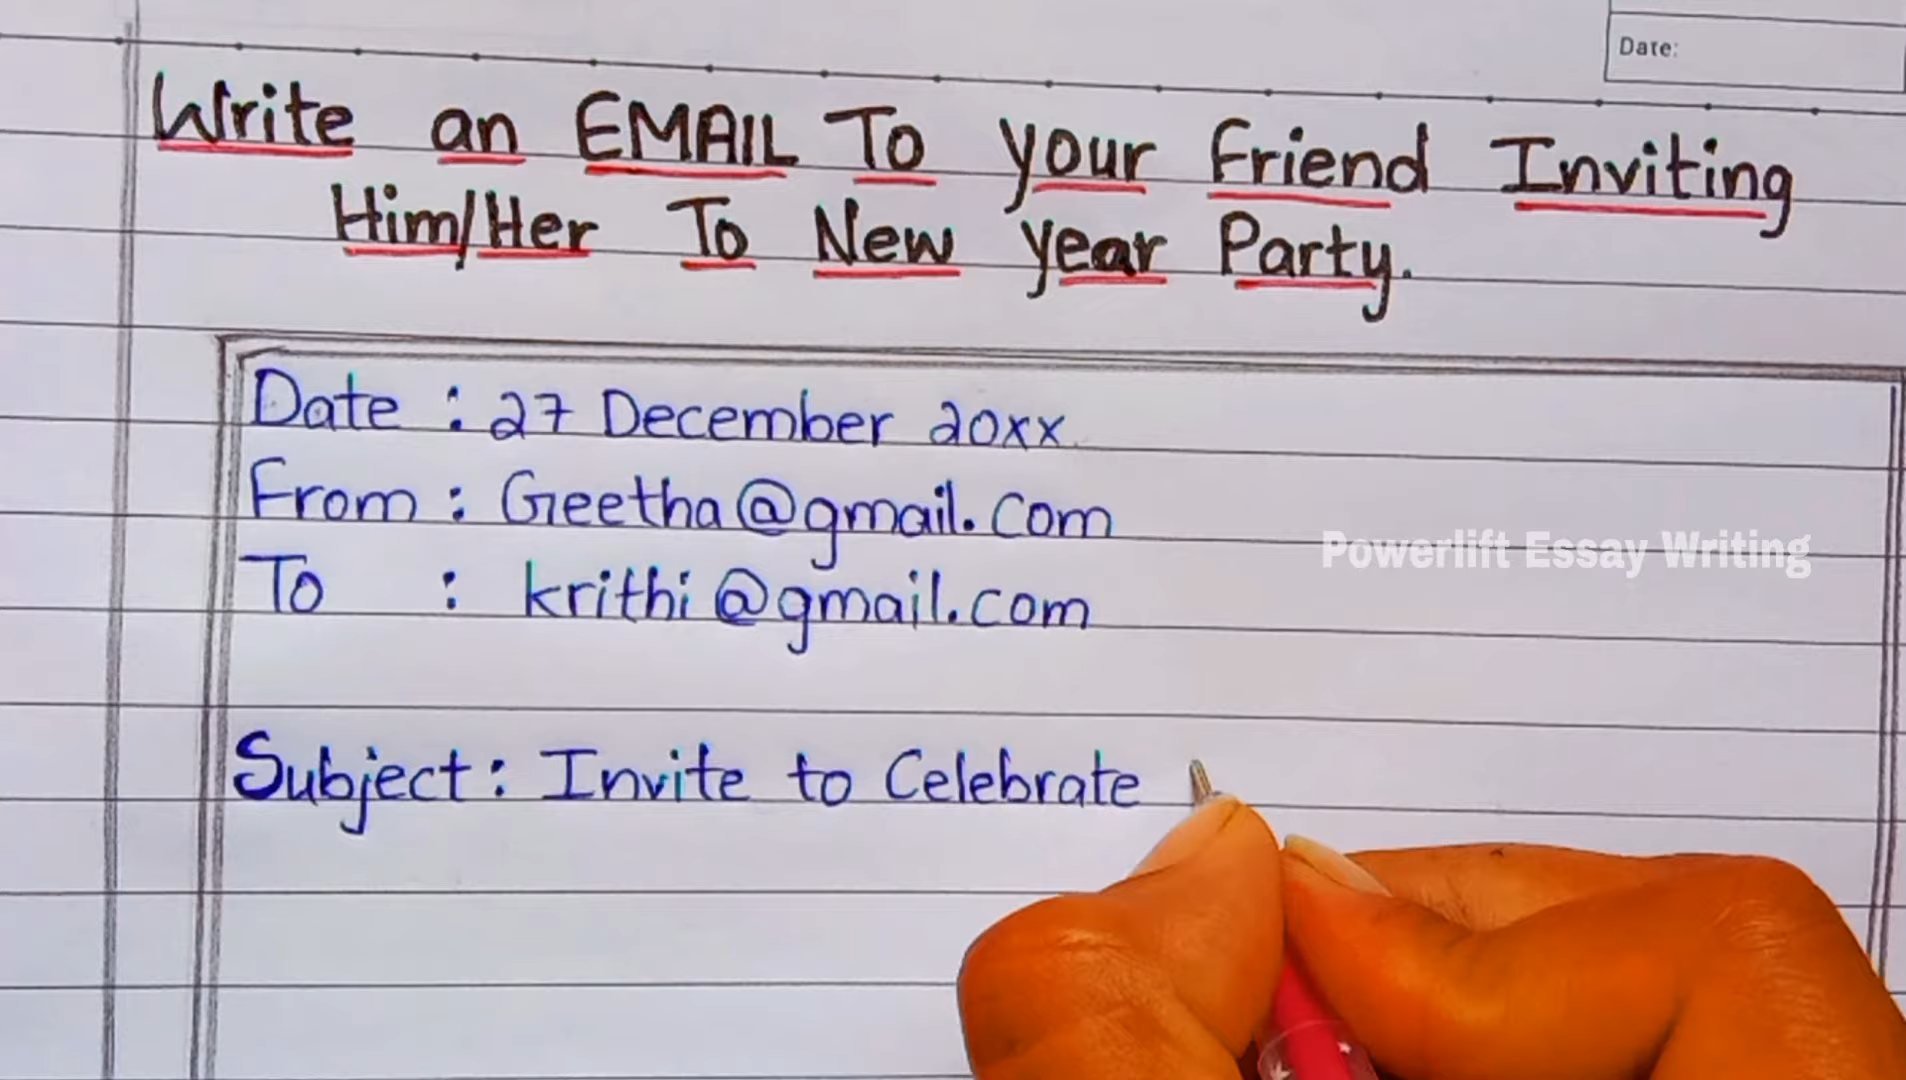 Date:
Write an EMAIL To your Friend Inviting
Him/Her To New year Party.
Date : 27 December 20xx
From : Geetha@gmail.com
To : krithi@gmail.com
Powerlift Essay Writing
Subject : Invite to Celebrate